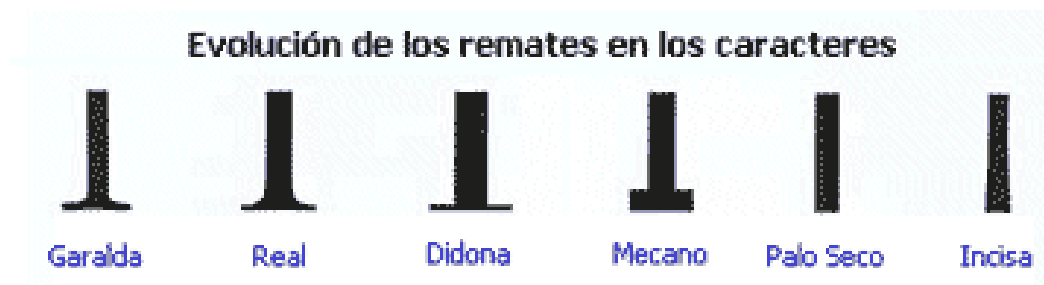 Evolución de los remates en los caracteres
Garalda Real Didona Mecano Palo Seco Incisa